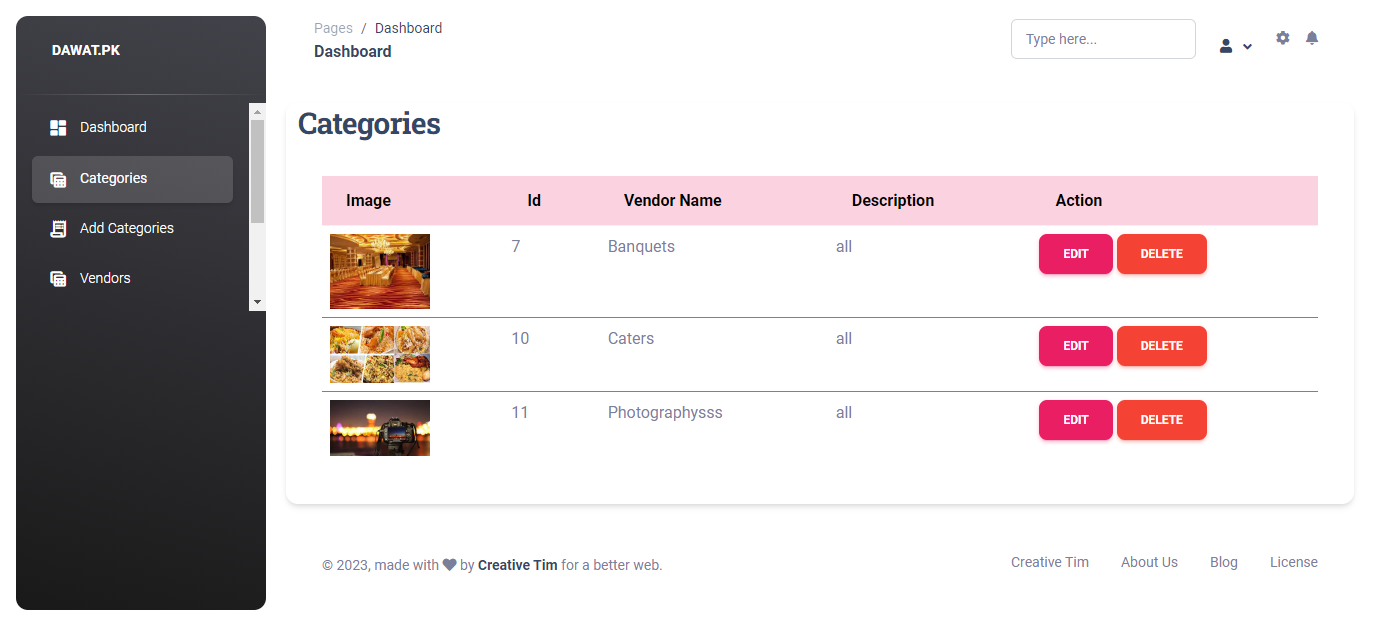 DAWAT.PK
Dashboard
Categories
Add Categories
Vendors
Pages / Dashboard
Dashboard
Type here...
Categories
Image Id Vendor Name Description Action
7 Banquets all EDIT DELETE
10 Caters all EDIT DELETE
11 Photographysss all EDIT DELETE
© 2023, made with by Creative Tim for a better web.
Creative Tim About Us Blog License